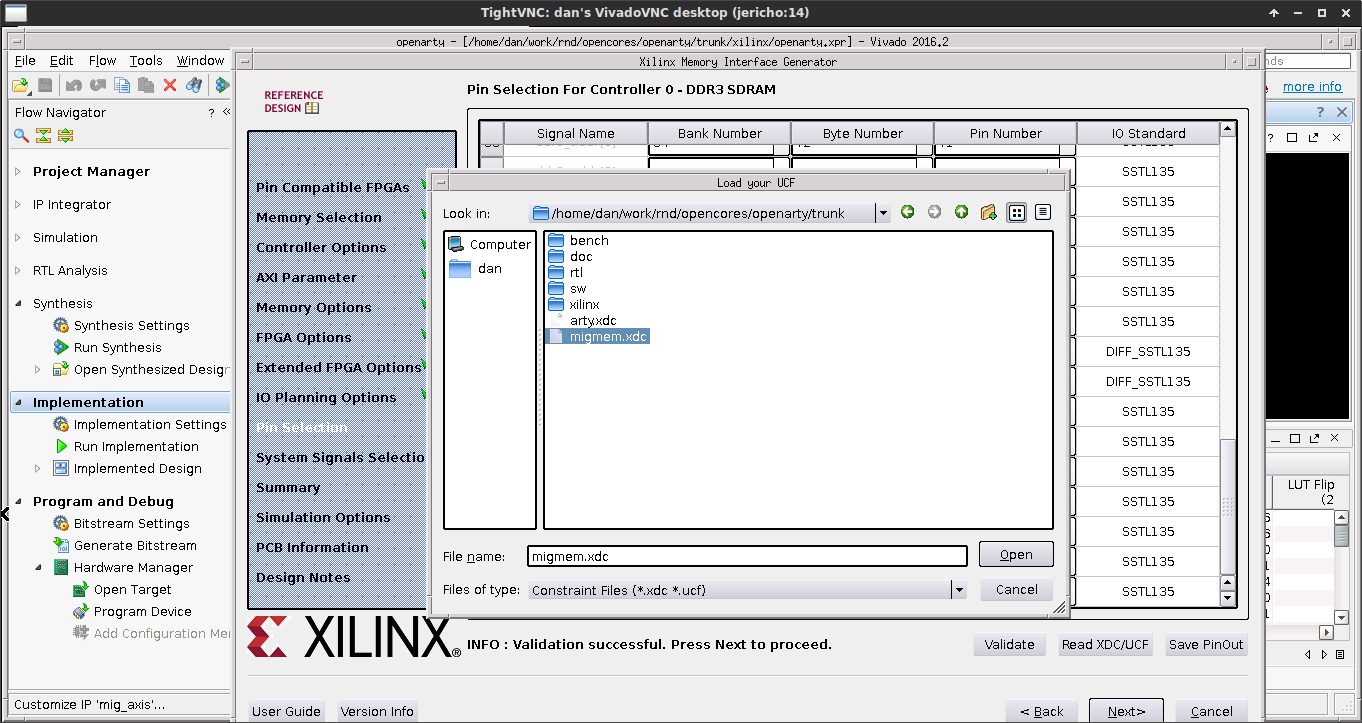 TightVNC: dan's VivadoVNC desktop (jericho:14)
openarty - [/home/dan/work/rnd/opencores/openarty/trunk/xilinx/openarty.xpr] - Vivado 2016.2
File Edit Flow Tools Window
Xilinx Memory Interface Generator
more info
Flow Navigator
Project Manager
IP Integrator
Simulation
RTL Analysis
Synthesis
Synthesis Settings
Run Synthesis
Open Synthesized Design
Implementation
Implementation Settings
Run Implementation
Implemented Design
Program and Debug
Bitstream Settings
Generate Bitstream
Hardware Manager
Open Target
Program Device
Add Configuration Me
Customize IP 'mig_axis'...
REFERENCE
DESIGN
Pin Compatible FPGAs
Memory Selection
Controller Options
AXI Parameter
Memory Options
FPGA Options
Extended FPGA Options
IO Planning Options
Pin Selection
System Signals Selectio
Summary
Simulation Options
PCB Information
Design Notes
XILINX®
User Guide Version Info
Pin Selection For Controller 0 - DDR3 SDRAM
Signal Name Bank Number Byte Number Pin Number IO Standard
SSTL135
SSTL135
SSTL135
SSTL135
SSTL135
SSTL135
DIFF_SSTL135
DIFF_SSTL135
SSTL135
SSTL135
SSTL135
SSTL135
SSTL135
SSTL135
SSTL135
Load your UCF
Look in: /home/dan/work/rnd/opencores/openarty/trunk
Computer
dan
bench
doc
rtl
sw
xilinx
arty.xdc
migmem.xdc
File name: migmem.xdc Open
Files of type: Constraint Files (*.xdc *.ucf) Cancel
INFO : Validation successful. Press Next to proceed.
Validate Read XDC/UCF Save PinOut
< Back Next> Cancel
LUT Flip
(2